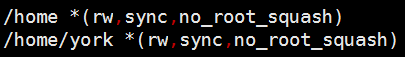 /home *(rw,sync,no_root_squash)
/home/york *(rw,sync,no_root_squash)